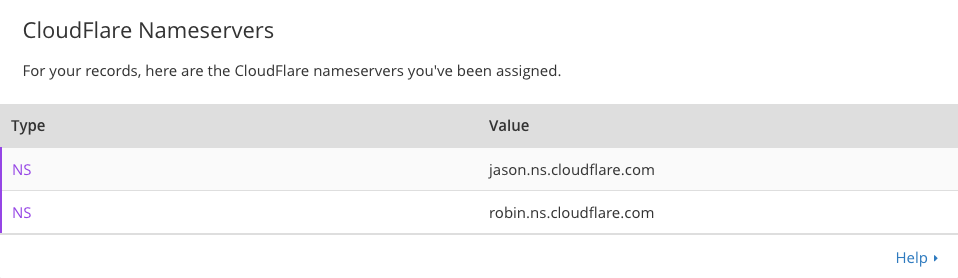 CloudFlare Nameservers
For your records, here are the CloudFlare nameservers you've been assigned.
Type Value
NS jason.ns.cloudflare.com
NS robin.ns.cloudflare.com
Help